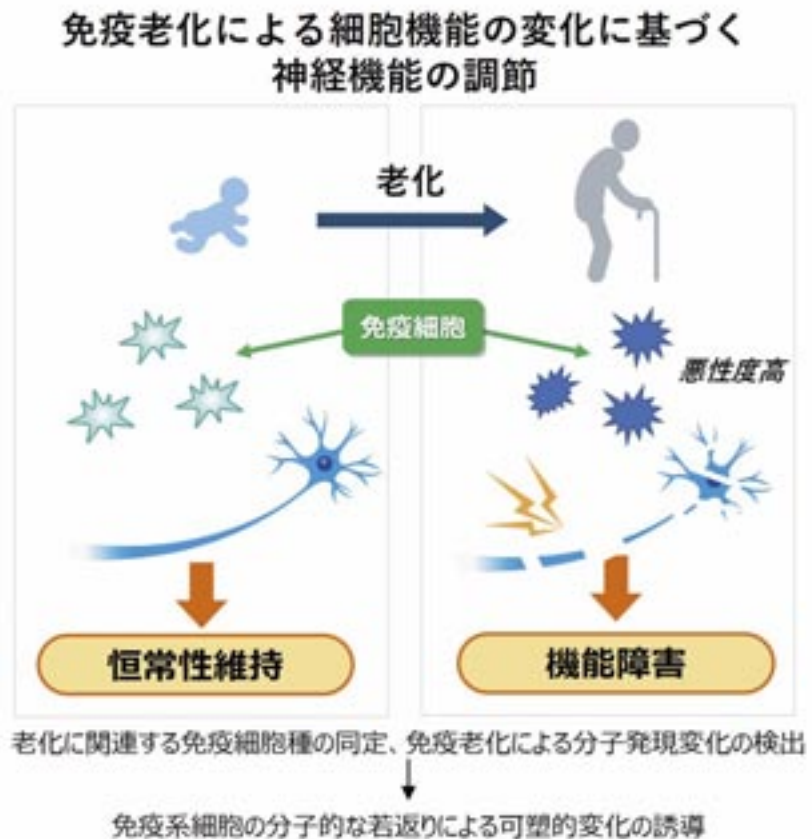 免疫老化による細胞機能の変化に基づく
神経機能の調節
老化
免疫細胞
悪性度高
恒常性維持
機能障害
老化に関連する免疫細胞種の同定、免疫老化による分子発現変化の検出
免疫系細胞の分子的な若返りによる可塑的変化の誘導